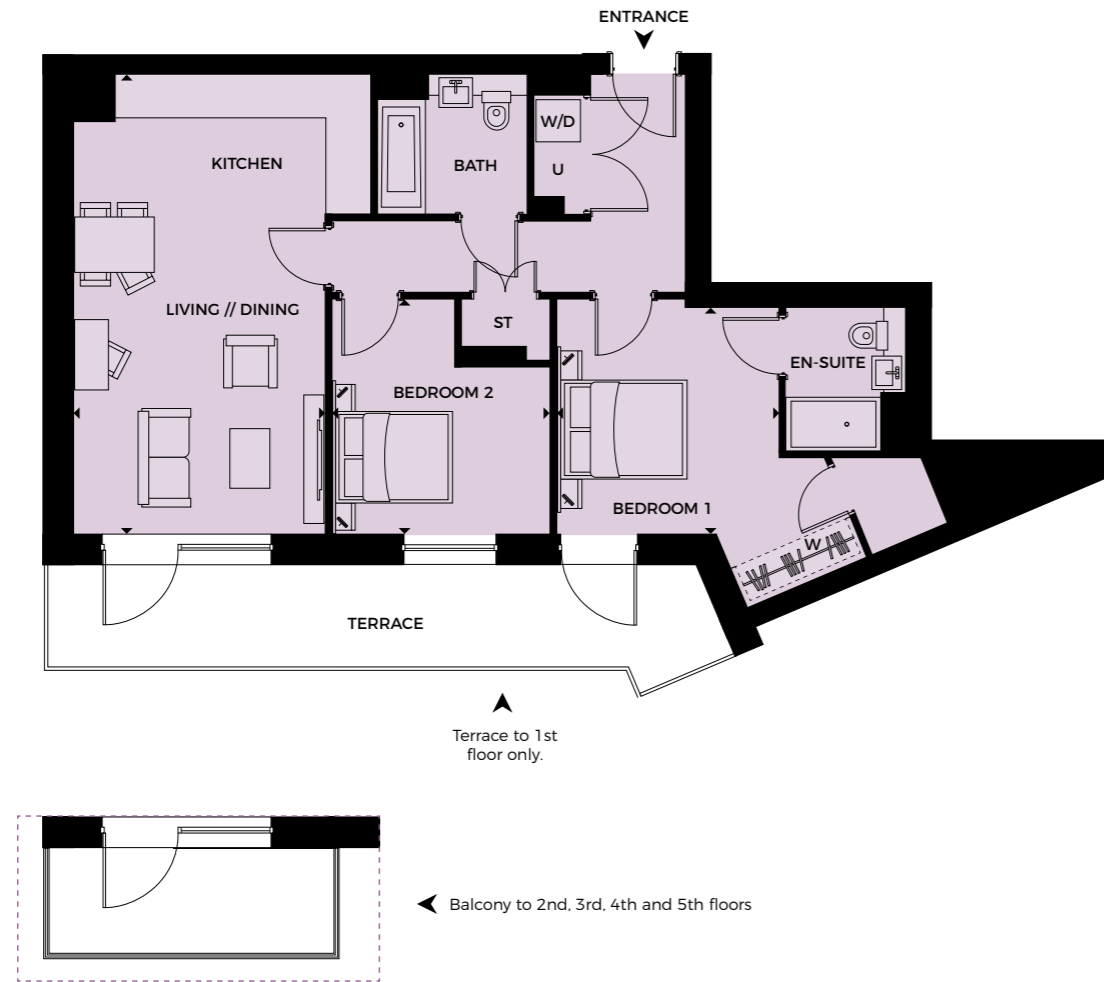 ENTRANCE
W/D
KITCHEN
BATH
U
LIVING // DINING
ST
EN-SUITE
BEDROOM 2
BEDROOM 1
W
TERRACE
Terrace to 1st
floor only.
Balcony to 2nd, 3rd, 4th and 5th floors